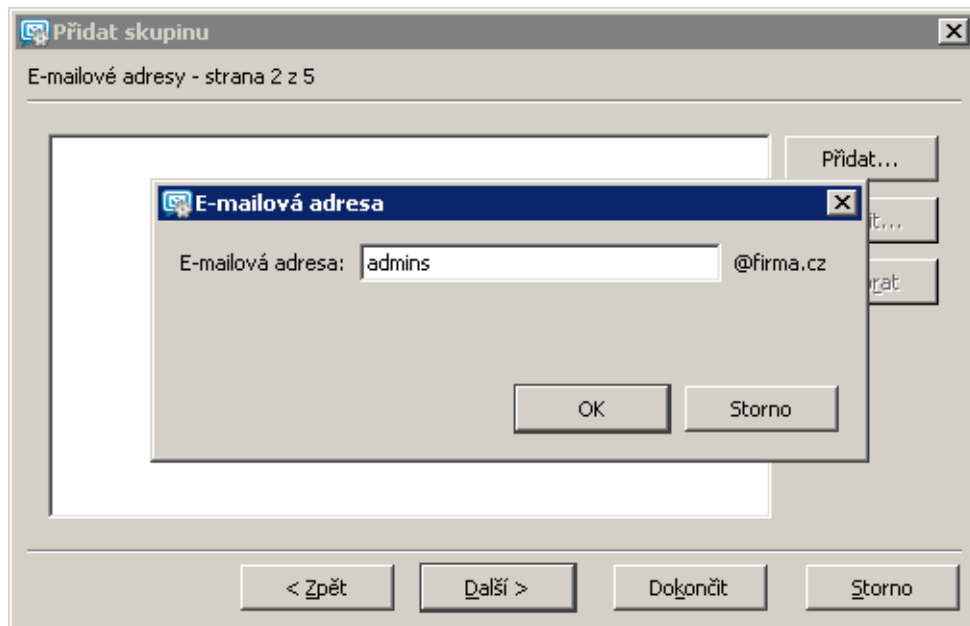 Přidat skupinu
E-mailové adresy - strana 2 z 5
Přidat...
E-mailová adresa
E-mailová adresa: admins @firma.cz
OK Storno
< Zpět Další > Dokončit Storno